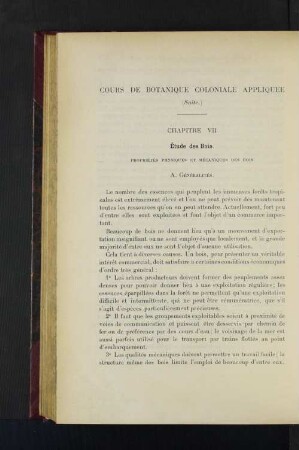 COURS DE BOTANIQUE COLONIALE APPLIQUÉE
(Suite.)
CHAPITRE VII
Étude des Bois.
PROPRIÉTÉS PHYSIQUES ET MÉCANIQUES DES BOIS
A. Généralités.
Le nombre des essences qui peuplent les immenses forêts tropi-
cales est extrêmement élevé et l'on ne peut prévoir dès maintenant
toutes les ressources qu'on en peut attendre. Actuellement, fort peu
d'entre elles sont exploitées et font l'objet d'un commerce impor-
tant.
Beaucoup de bois ne donnent lieu qu'à un mouvement d'expor-
tation insignifiant ou ne sont employés que localement, et la grande
majorité d'entre eux ne sont l'objet d'aucune utilisation.
Cela tient à diverses causes. Un bois, pour présenter un véritable
intérêt commercial, doit satisfaire à certaines conditions économiques
d'ordre très général :
1° Les arbres producteurs doivent former des peuplements assez
denses pour pouvoir donner lieu à une exploitation régulière ; les
essences éparpillées dans la forêt ne permettent qu'une exploitation
difficile et intermittente, qui ne peut être rémunératrice, que s'il
s'agit d'espèces particulièrement précieuses.
2° Il faut que les groupements exploitables soient à proximité de
voies de communication et puissent être desservis par chemin de
fer ou de préférence par des cours d'eau, le voisinage de la mer est
parfois utilisé pour le transport par trains flottés au point
d'embarquement.
3° Les qualités mécaniques doivent permettre un travail facile ; la
structure même des bois limite l'emploi de beaucoup d'entre eux.